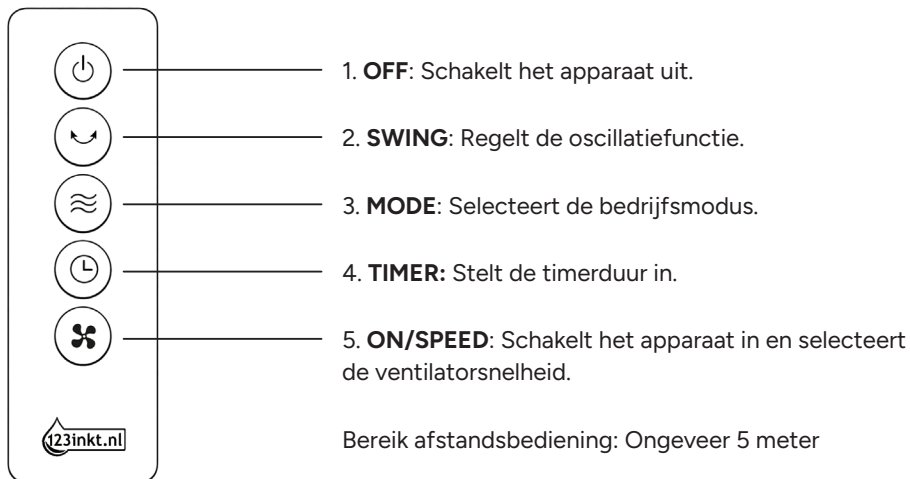 1. OFF: Schakelt het apparaat uit.
2. SWING: Regelt de oscillatiefunctie.
3. MODE: Selecteert de bedrijfsmodus.
4. TIMER: Stelt de timerduur in.
5. ON/SPEED: Schakelt het apparaat in en selecteert
de ventilatorsnelheid.
123inkt.nl
Bereik afstandsbediening: Ongeveer 5 meter